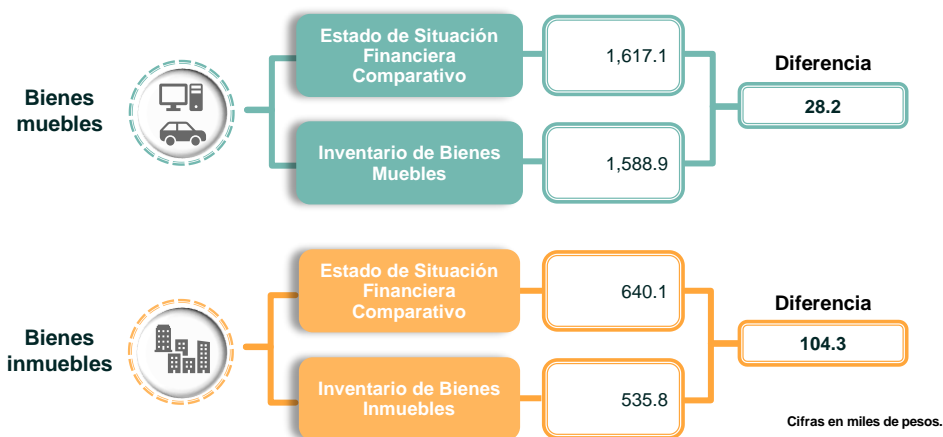 Bienes
muebles
Estado de Situación
Financiera
Comparativo
1,617.1
Inventario de Bienes
Muebles
1,588.9
Diferencia
28.2
Bienes
inmuebles
Estado de Situación
Financiera
Comparativo
640.1
Inventario de Bienes
Inmuebles
535.8
Diferencia
104.3
Cifras en miles de pesos.